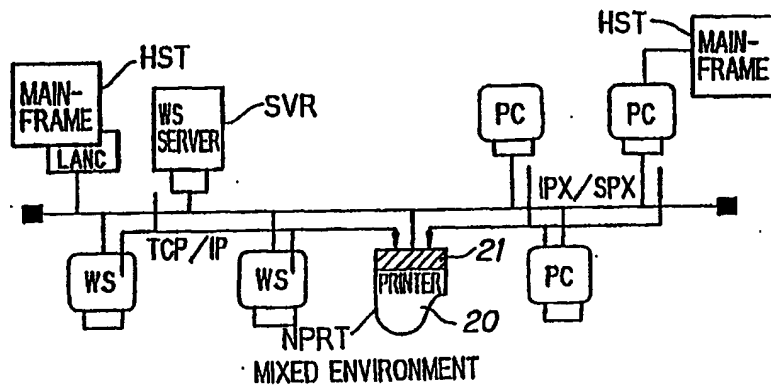 HST
MAIN-
FRAME
HST
MAIN-
FRAME
LANC
WS
SERVER
SVR
PC
PC
IPX/SPX
TCP/IP
WS
WS
21
PRINTER
PC
NPRT
20
MIXED ENVIRONMENT